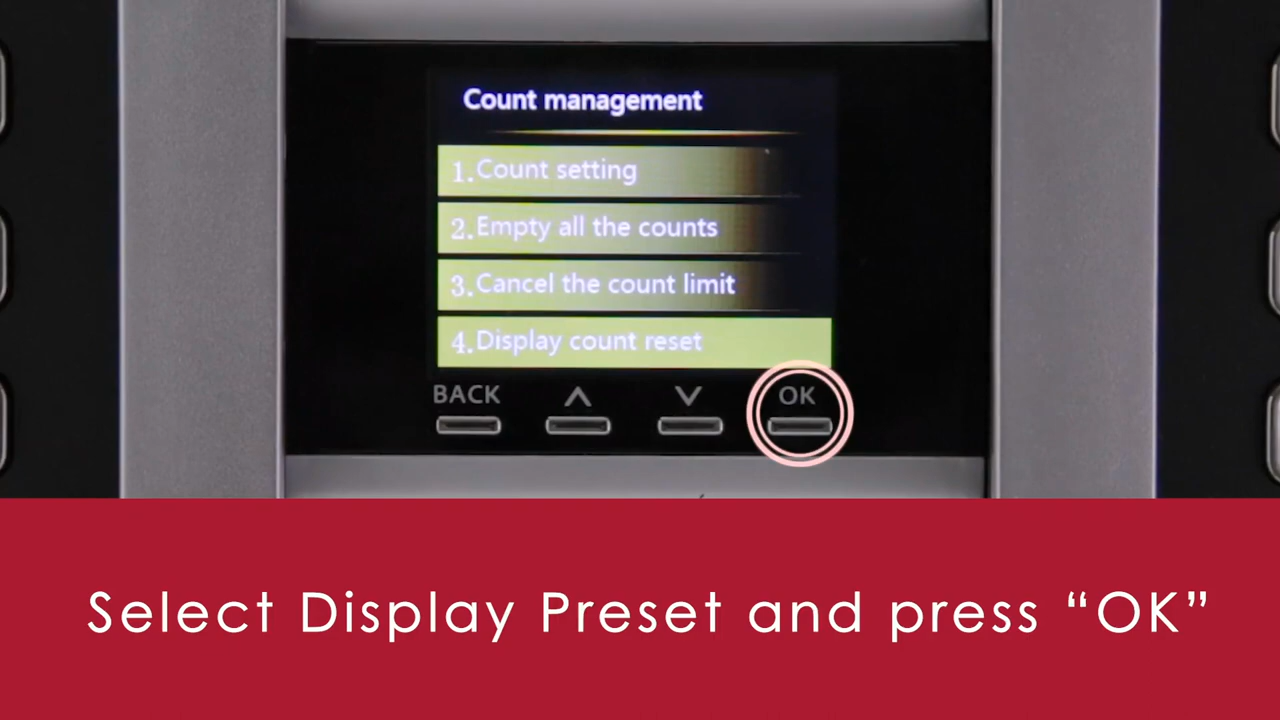 Count management
1.Count setting
2.Empty all the counts
3.Cancel the count limit
4.Display count reset
BACK OK
Select Display Preset and press “OK”